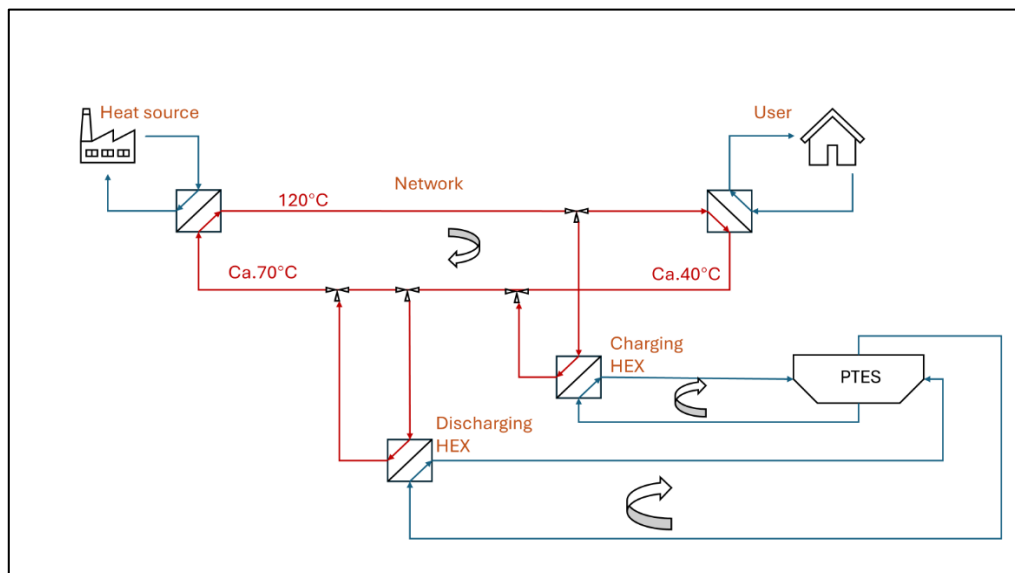 Heat source
User
Network
120°C
Ca.70°C
Ca.40°C
Charging
HEX
PTES
Discharging
HEX